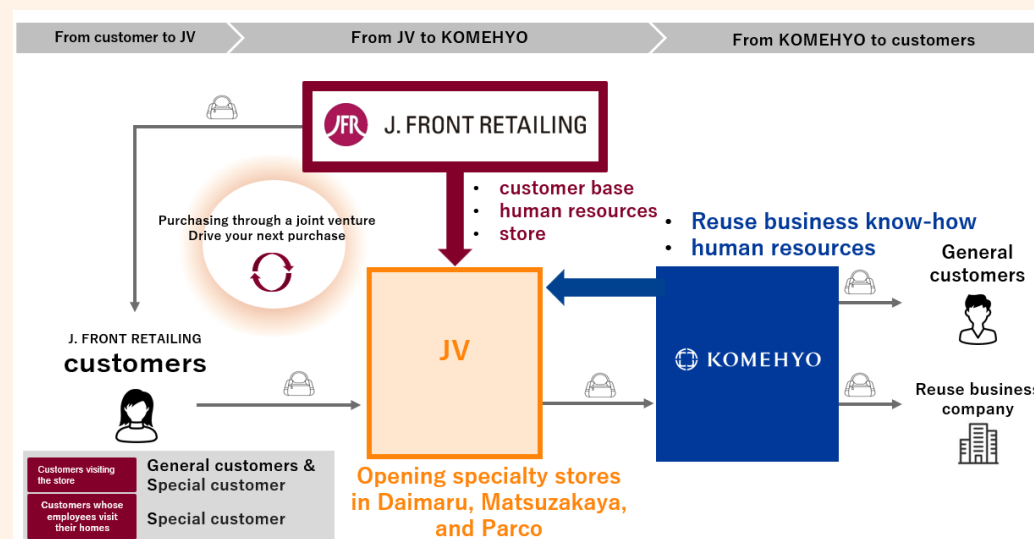 From customer to JV
From JV to KOMEHYO
From KOMEHYO to customers
JFR J. FRONT RETAILING
• customer base
• human resources
• store
Purchasing through a joint venture
Drive your next purchase
• Reuse business know-how
• human resources
General
customers
J. FRONT RETAILING
customers
JV
KOMEHYO
Reuse business
company
Opening specialty stores
in Daimaru, Matsuzakaya,
and Parco
Customers visiting
the store
General customers &
Special customer
Customers whose
employees visit
their homes
Special customer